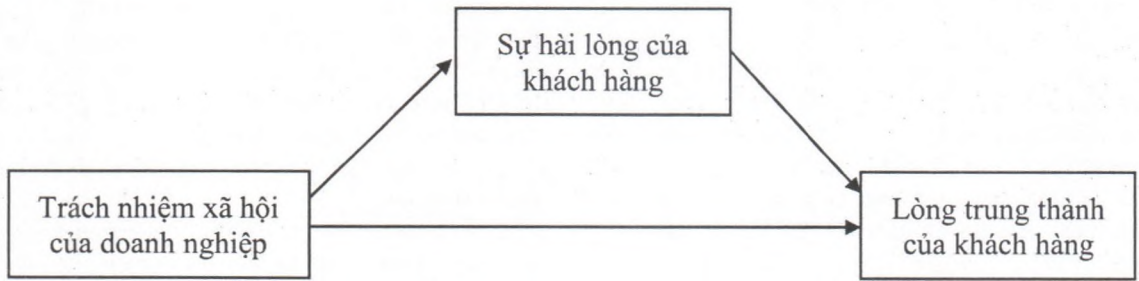 Sự hài lòng của
khách hàng
Trách nhiệm xã hội
của doanh nghiệp
Lòng trung thành
của khách hàng